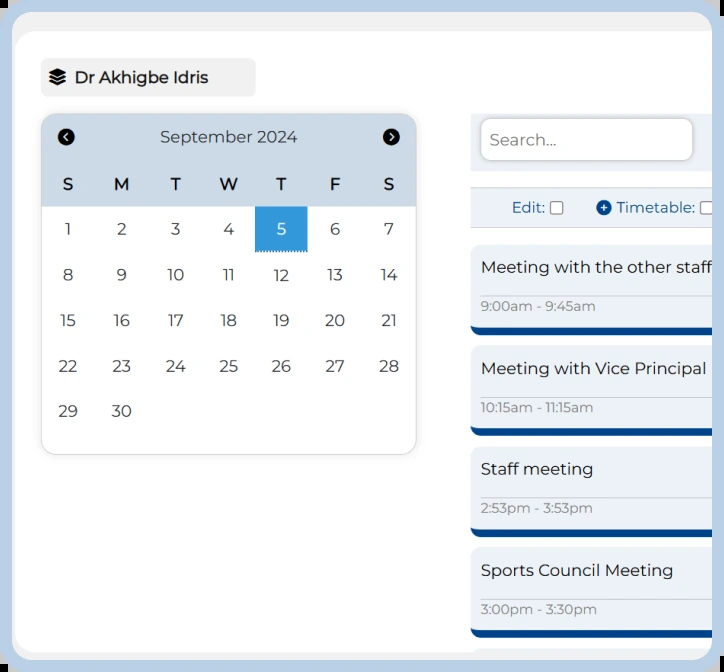 Dr Akhigbe Idris
September 2024
S M T W T F S
1 2 3 4 5 6 7
8 9 10 11 12 13 14
15 16 17 18 19 20 21
22 23 24 25 26 27 28
29 30
Search...
Edit: Timetable:
Meeting with the other staff
9:00am - 9:45am
Meeting with Vice Principal
10:15am - 11:15am
Staff meeting
2:53pm - 3:53pm
Sports Council Meeting
3:00pm - 3:30pm